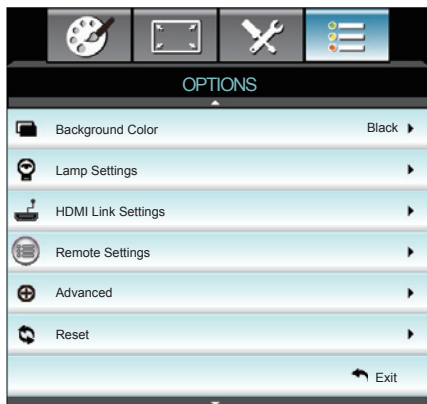 OPTIONS
Background Color Black
Lamp Settings
HDMI Link Settings
Remote Settings
Advanced
Reset
Exit